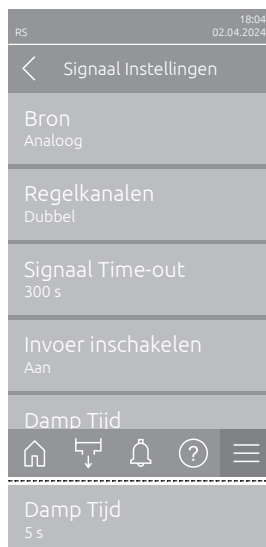 18:04
RS 02.04.2024
Signaal Instellingen
Bron
Analoog
Regelkanalen
Dubbel
Signaal Time-out
300 s
Invoer inschakelen
Aan
Damp Tijd
?
Damp Tijd
5 s